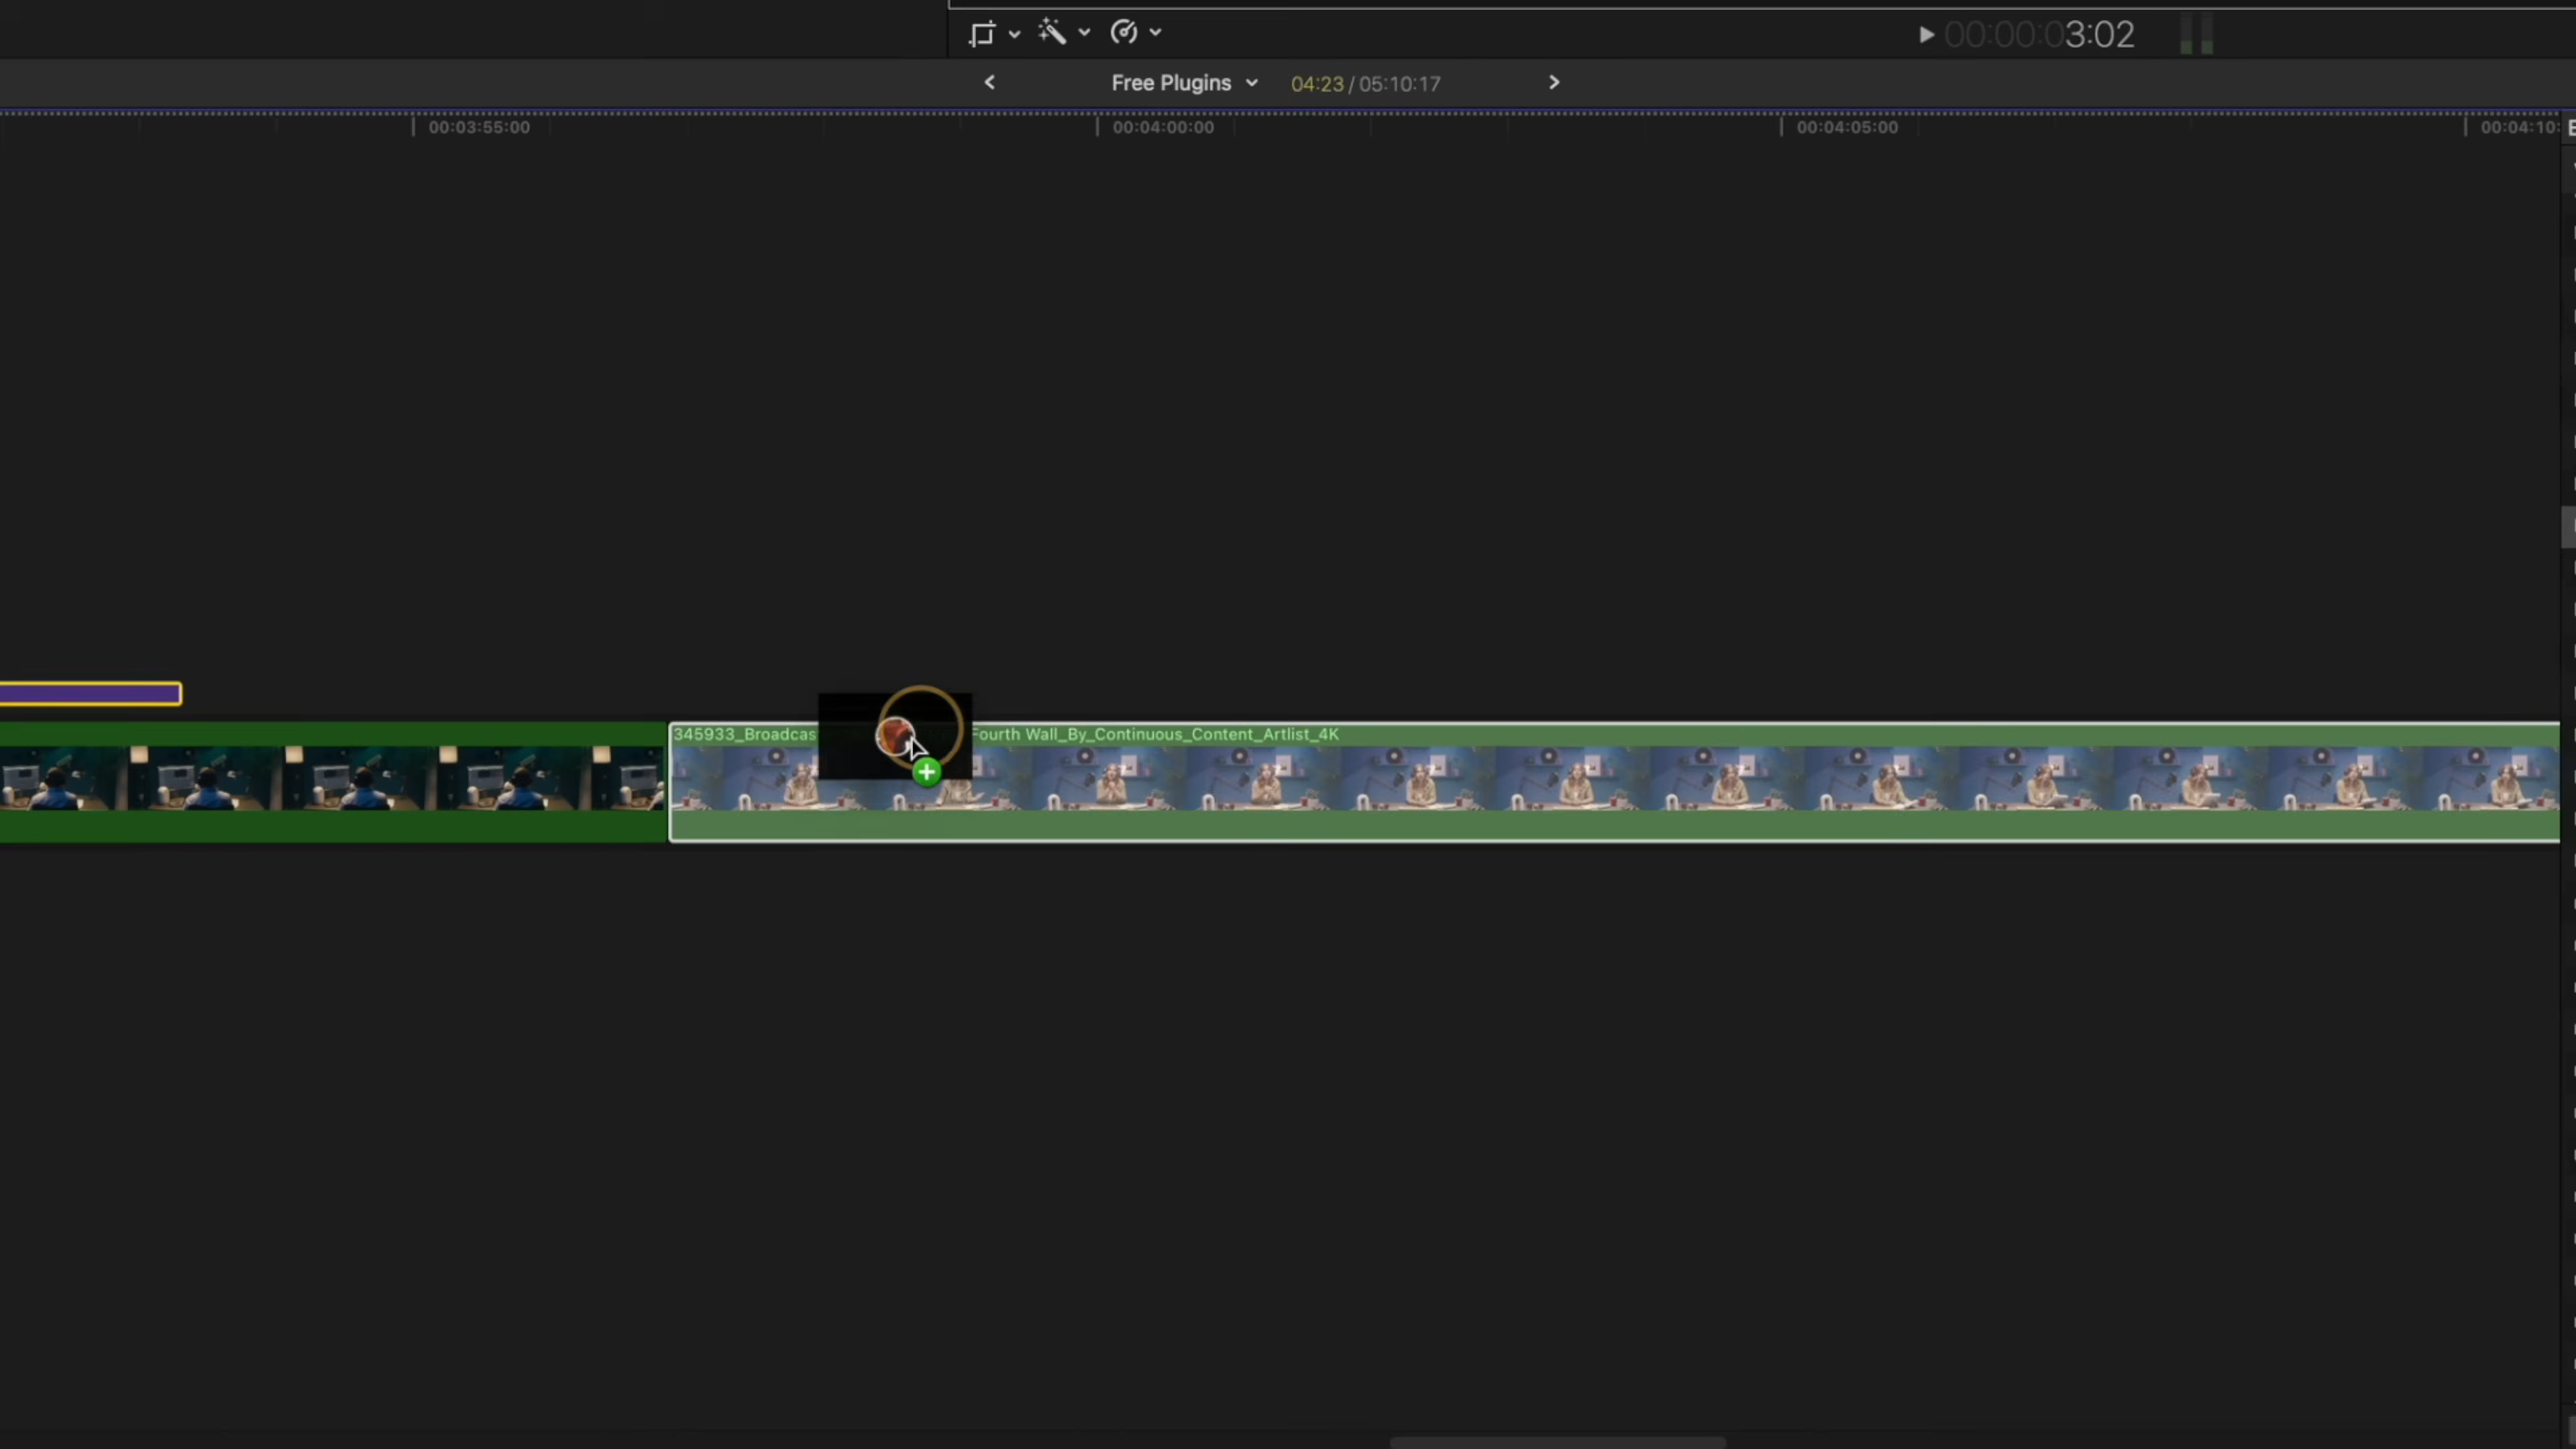 00:00:03:02
Free Plugins 04:23 / 05:10:17
00:03:55:00 00:04:00:00 00:04:05:00 00:04:10:
345933_Broadcas Fourth Wall_By_Continuous_Content_Artlist_4K